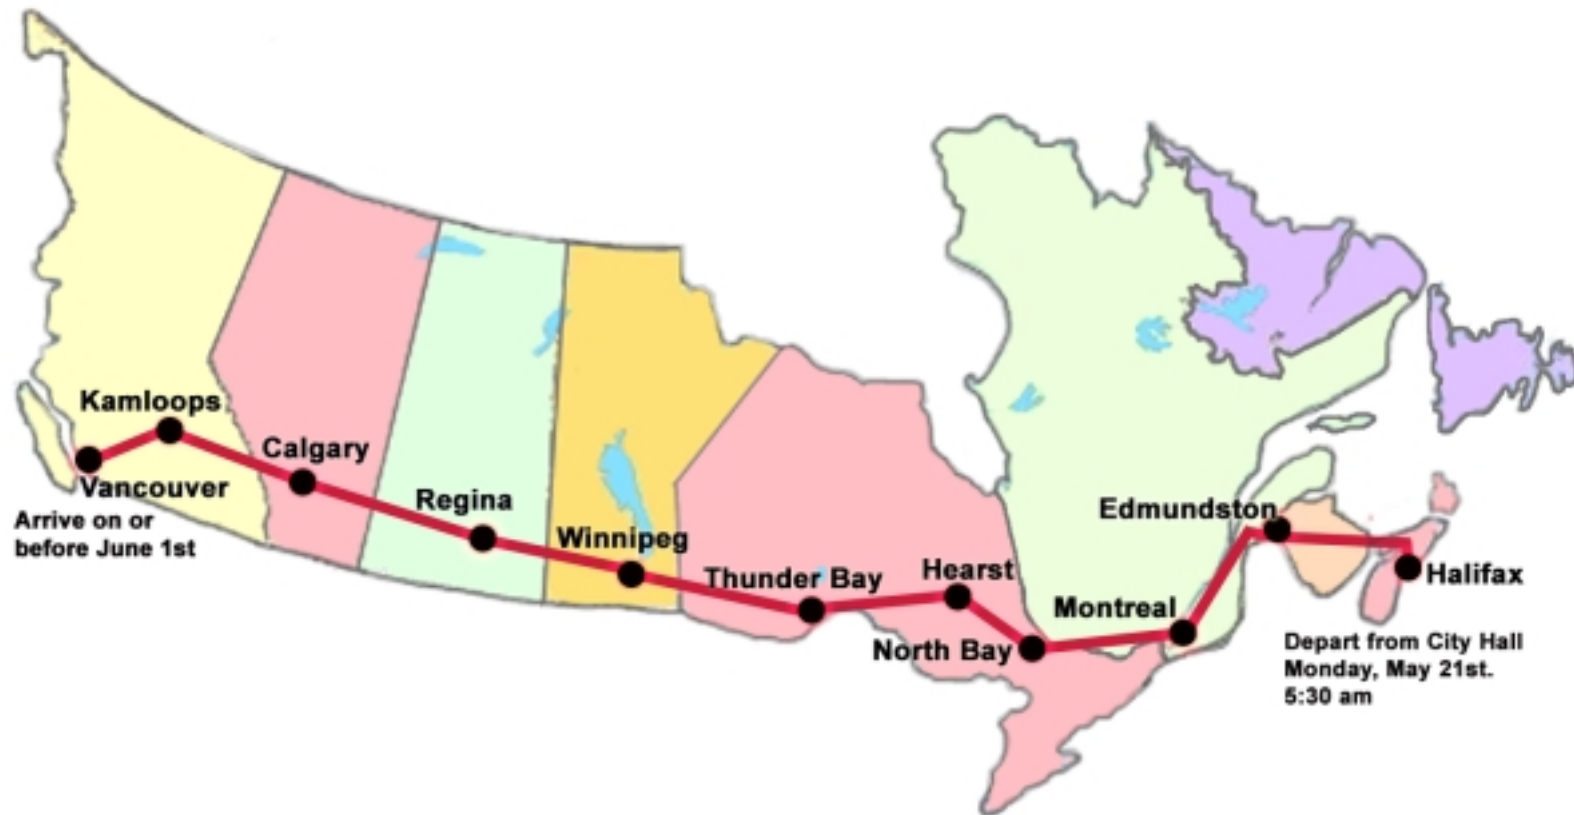 Kamloops
Vancouver
Arrive on or
before June 1st
Calgary
Regina
Winnipeg
Thunder Bay
Hearst
North Bay
Montreal
Edmundston
Halifax
Depart from City Hall
Monday, May 21st.
5:30 am